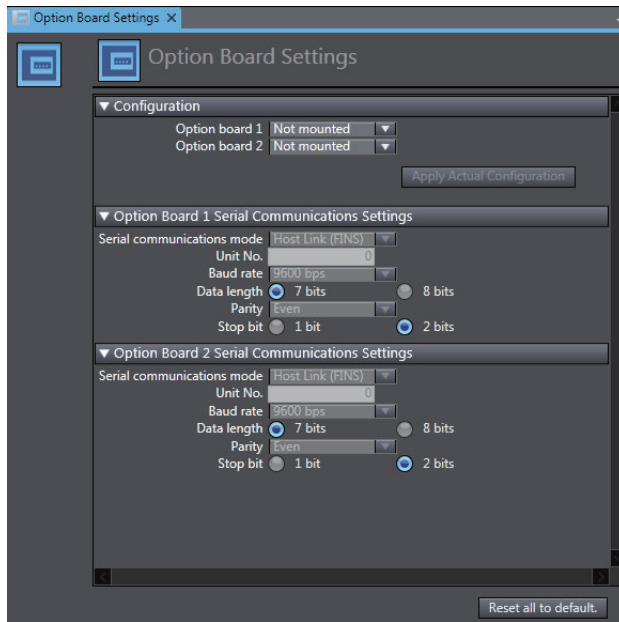 Option Board Settings X
Option Board Settings
▼ Configuration
Option board 1 Not mounted ▼
Option board 2 Not mounted ▼
Apply Actual Configuration
▼ Option Board 1 Serial Communications Settings
Serial communications mode Host Link (FINS) ▼
Unit No. 0
Baud rate 9600 bps ▼
Data length 7 bits 8 bits
Parity Even ▼
Stop bit 1 bit 2 bits
▼ Option Board 2 Serial Communications Settings
Serial communications mode Host Link (FINS) ▼
Unit No. 0
Baud rate 9600 bps ▼
Data length 7 bits 8 bits
Parity Even ▼
Stop bit 1 bit 2 bits
Reset all to default.